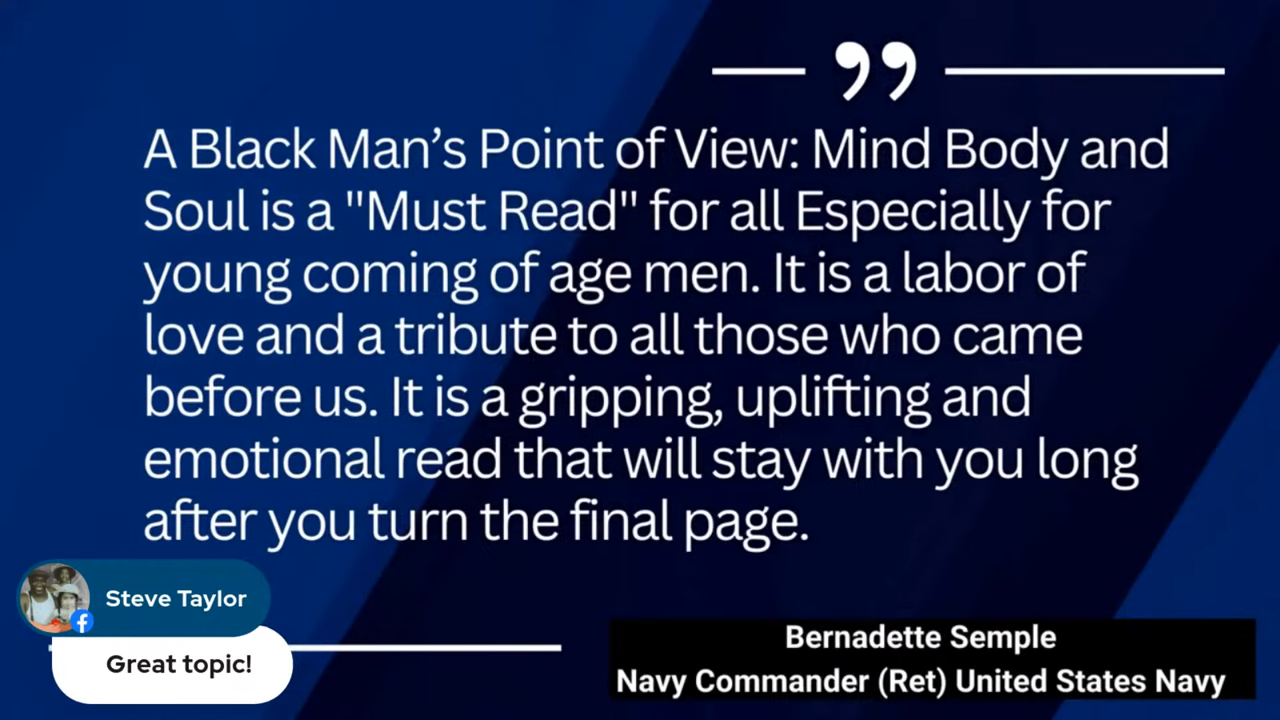 ”
A Black Man’s Point of View: Mind Body and
Soul is a "Must Read" for all Especially for
young coming of age men. It is a labor of
love and a tribute to all those who came
before us. It is a gripping, uplifting and
emotional read that will stay with you long
after you turn the final page.
Steve Taylor
Great topic!
Bernadette Semple
Navy Commander (Ret) United States Navy